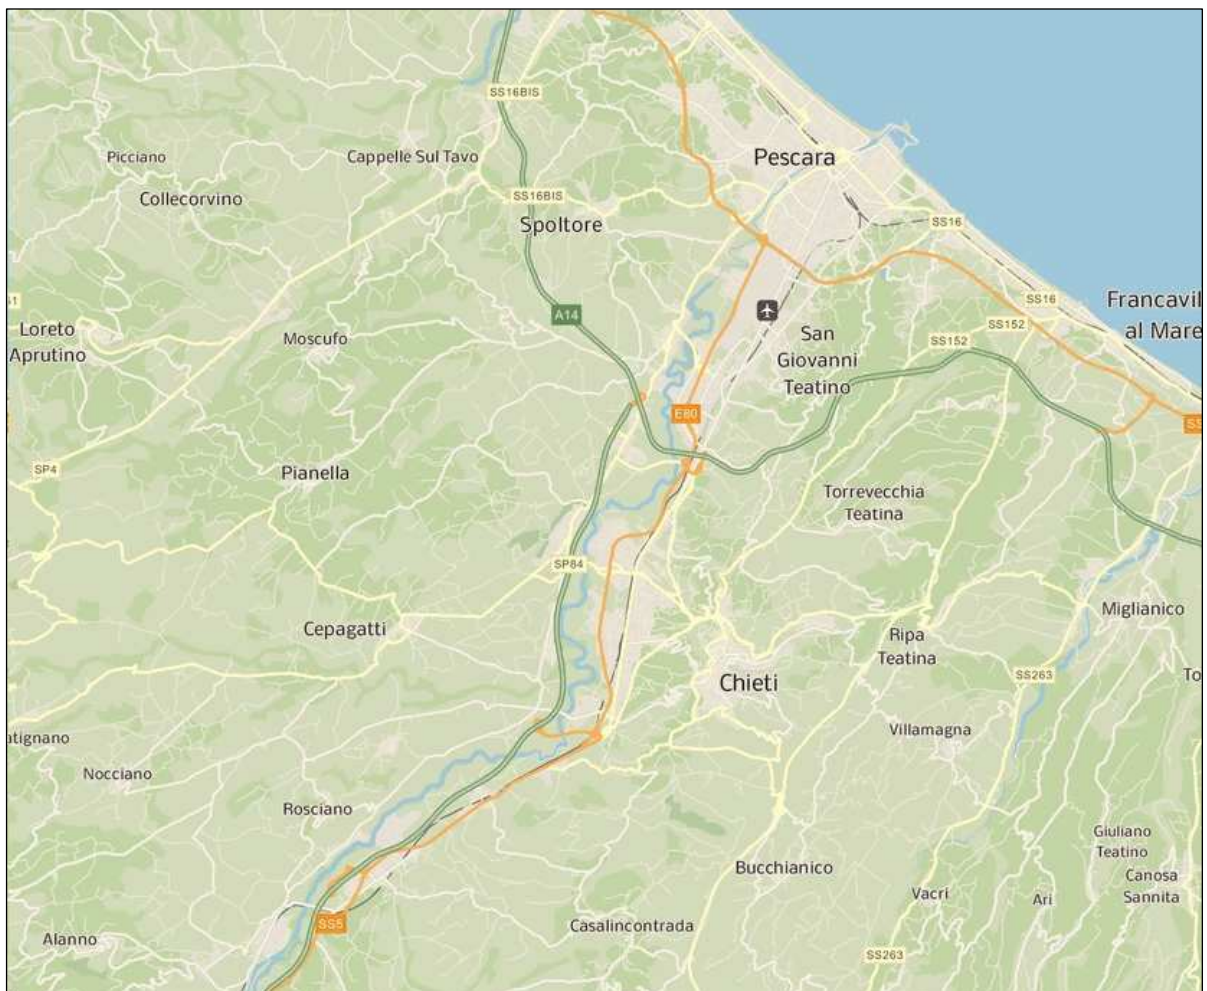 SS16BIS
Picciano
Cappelle Sul Tavo
Pescara
Collecorvino
SS16BIS
Spoltore
SS16
Francavil
al Mare
SS16
A14
SS152
Loreto
Aprutino
Moscufo
San
Giovanni
Teatino
SS152
E80
SP4
Pianella
Torrevecchia
Teatina
SP84
Cepagatti
Miglianico
Ripa
Teatina
Chieti
SS263
To
atignano
Villamagna
Nocciano
Rosciano
Giuliano
Teatino
Bucchianico
Canosa
Sannita
Vacri
Ari
SS5
Casalincontrada
Alanno
SS263